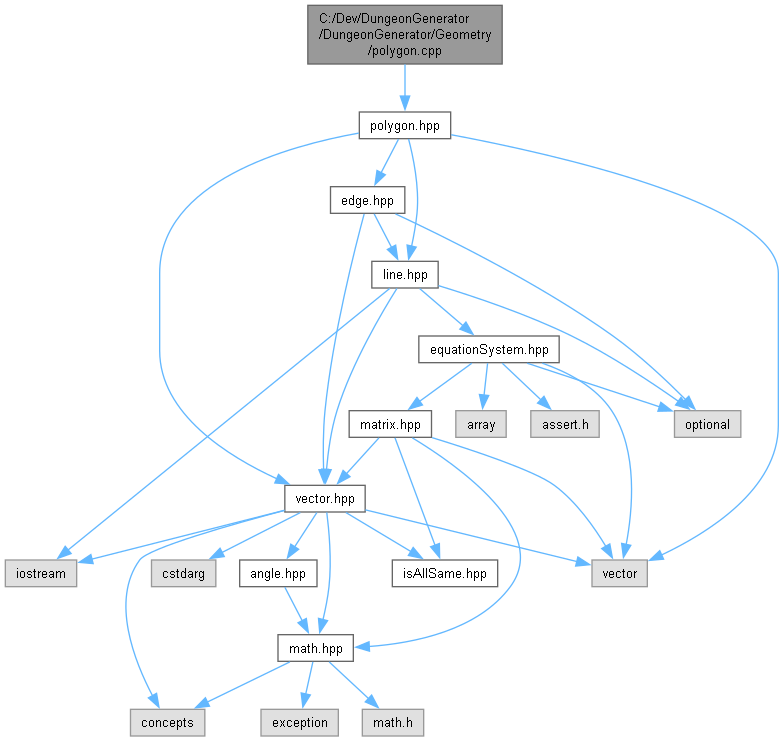 C:/Dev/DungeonGenerator
/DungeonGenerator/Geometry
/polygon.cpp
polygon.hpp
edge.hpp
line.hpp
equationSystem.hpp
matrix.hpp
array
assert.h
optional
vector.hpp
iostream
cstdarg
angle.hpp
isAllSame.hpp
vector
math.hpp
concepts
exception
math.h